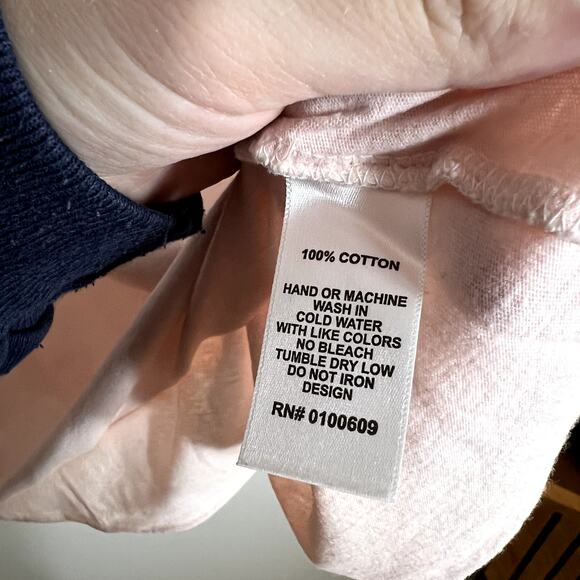 100% COTTON
HAND OR MACHINE
WASH IN
COLD WATER
WITH LIKE COLORS
NO BLEACH
TUMBLE DRY LOW
DO NOT IRON
DESIGN
RN# 0100609